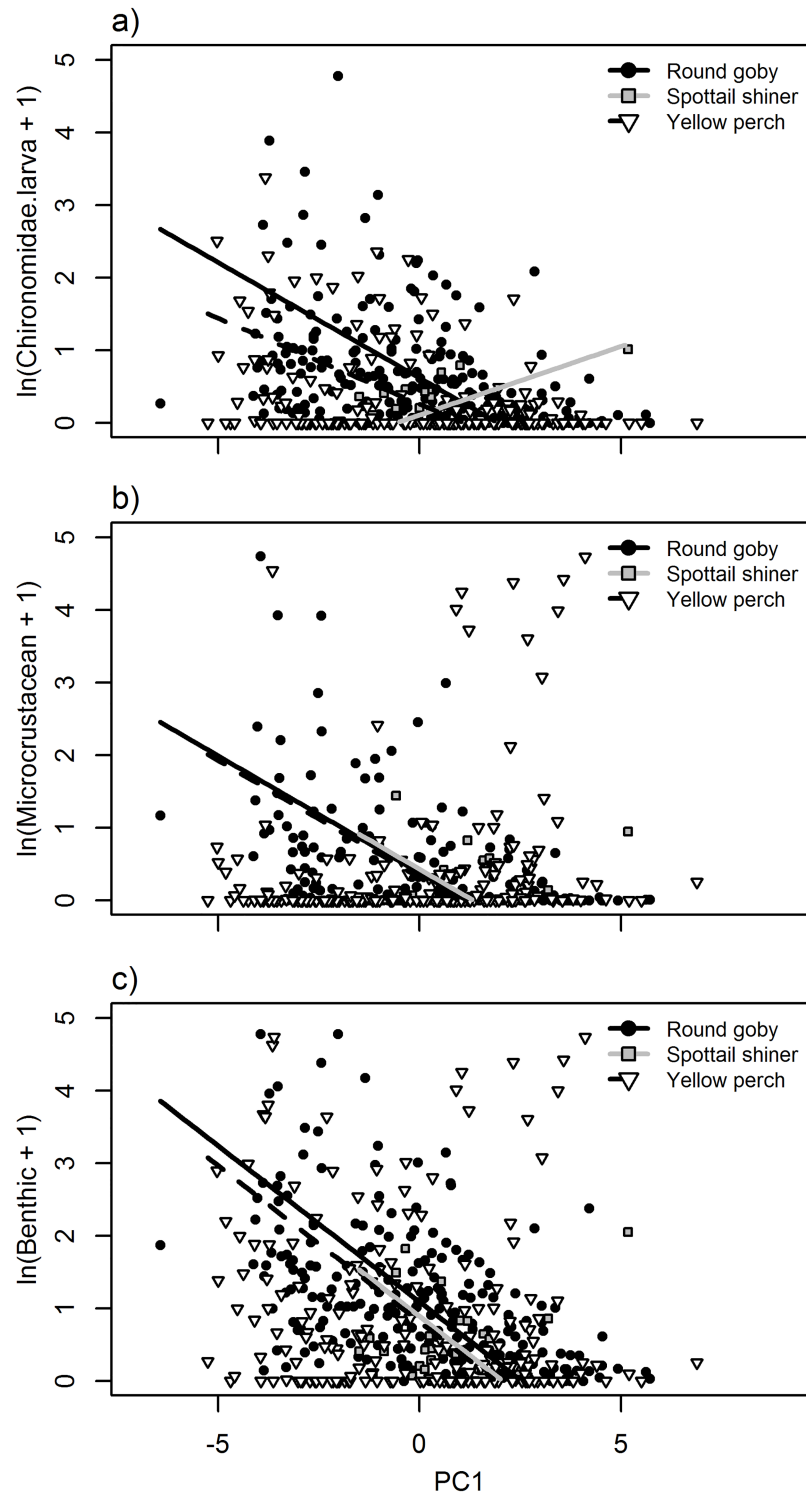 a)
5
4
3
2
1
0
ln(Chironomidae.larva + 1)
Round goby
Spottail shiner
Yellow perch
b)
5
4
3
2
1
0
ln(Microcrustacean + 1)
Round goby
Spottail shiner
Yellow perch
c)
5
4
3
2
1
0
ln(Benthic + 1)
Round goby
Spottail shiner
Yellow perch
-5 0 5
PC1